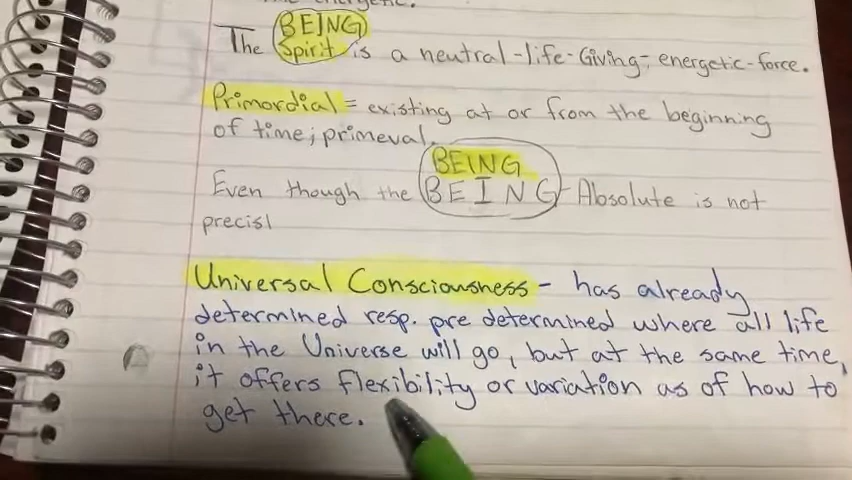 energetic.
BEING
The Spirit is a neutral-life-Giving-energetic-force.
Primordial = existing at or from the beginning
of time; primeval.
BEING
Even though the BEING-Absolute is not
precisl
Universal Consciousness - has already
determined resp. pre determined where all life
in the Universe will go, but at the same time,
it offers flexibility or variation as of how to
get there.